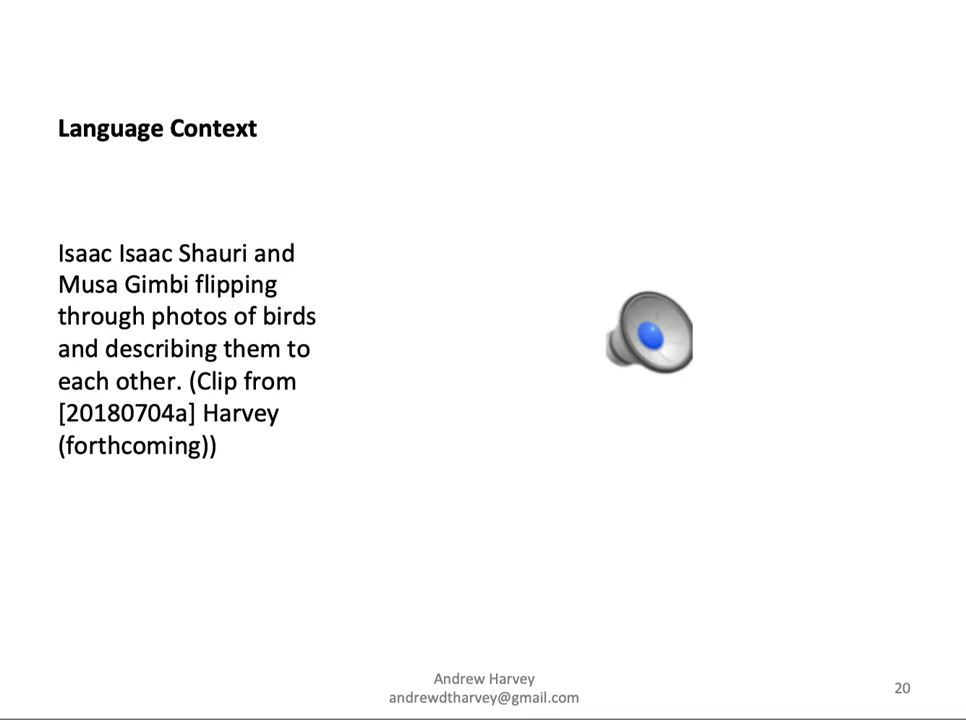 Language Context
Isaac Isaac Shauri and
Musa Gimbi flipping
through photos of birds
and describing them to
each other. (Clip from
[20180704a] Harvey
(forthcoming))
Andrew Harvey
andrewdtharvey@gmail.com
20